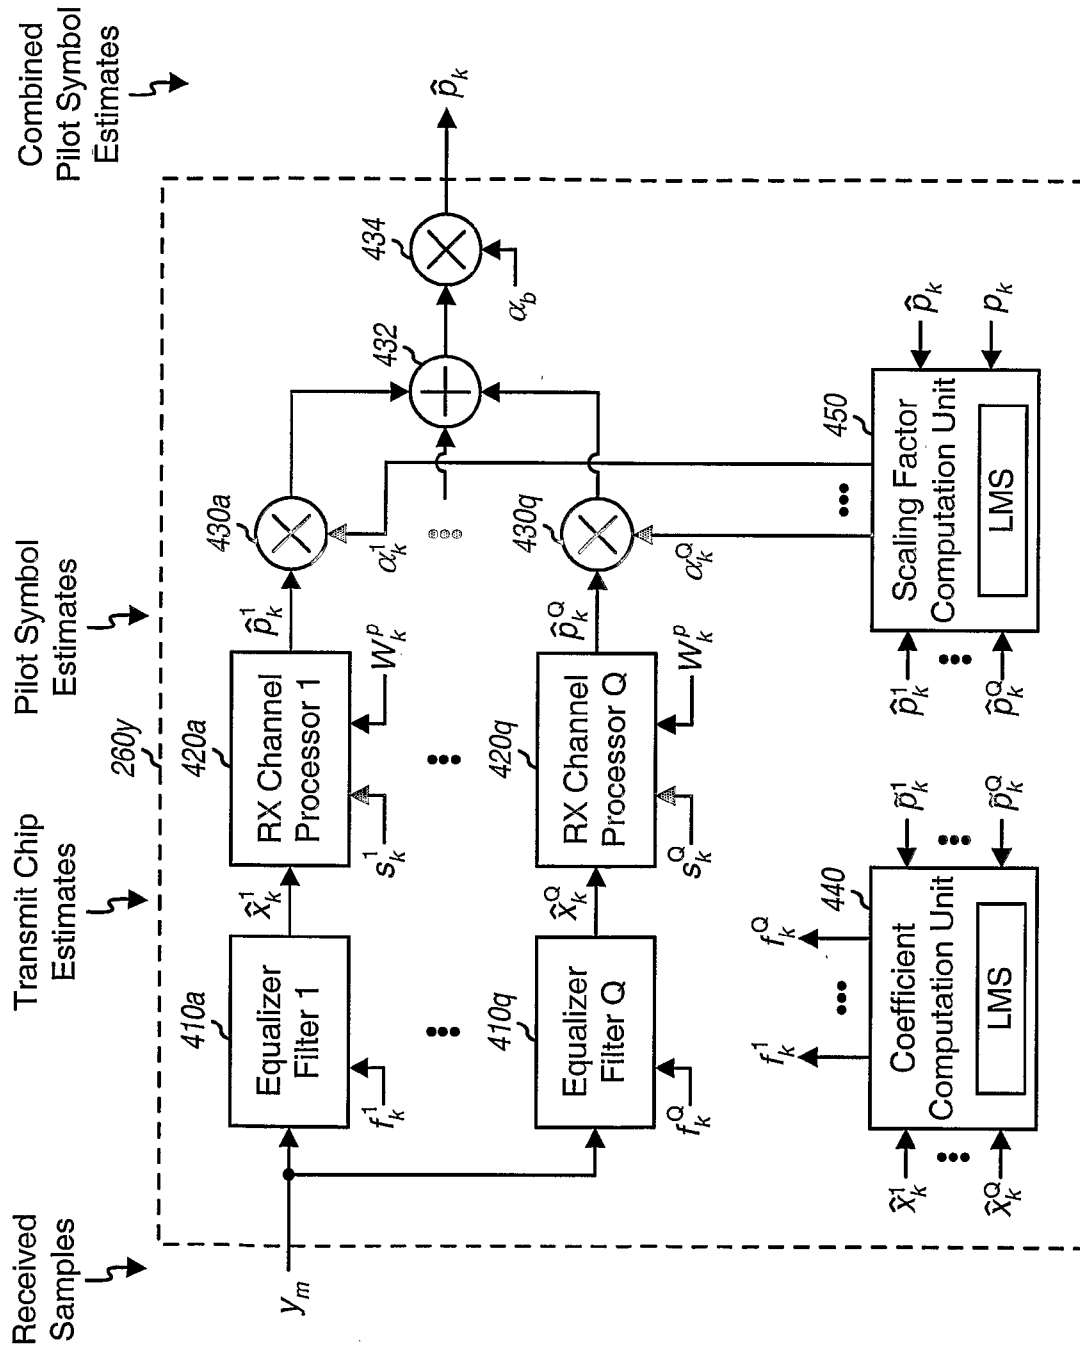 Received
Samples
Transmit Chip
Estimates
Pilot Symbol
Estimates
Combined
Pilot Symbol
Estimates
260y
y_m
410a
Equalizer
Filter 1
f_k^1
x̂_k^1
420a
RX Channel
Processor 1
s_k^1
W_k^p
p̂_k^1
430a
α_k^1
432
434
α_b
p̂_k
410q
Equalizer
Filter Q
f_k^Q
x̂_k^Q
420q
RX Channel
Processor Q
s_k^Q
W_k^p
p̂_k^Q
430q
α_k^Q
f_k^1
f_k^Q
440
x̂_k^1
x̂_k^Q
Coefficient
Computation Unit
LMS
p̃_k^1
p̃_k^Q
450
p̂_k^1
p̂_k^Q
Scaling Factor
Computation Unit
LMS
p̂_k
p_k